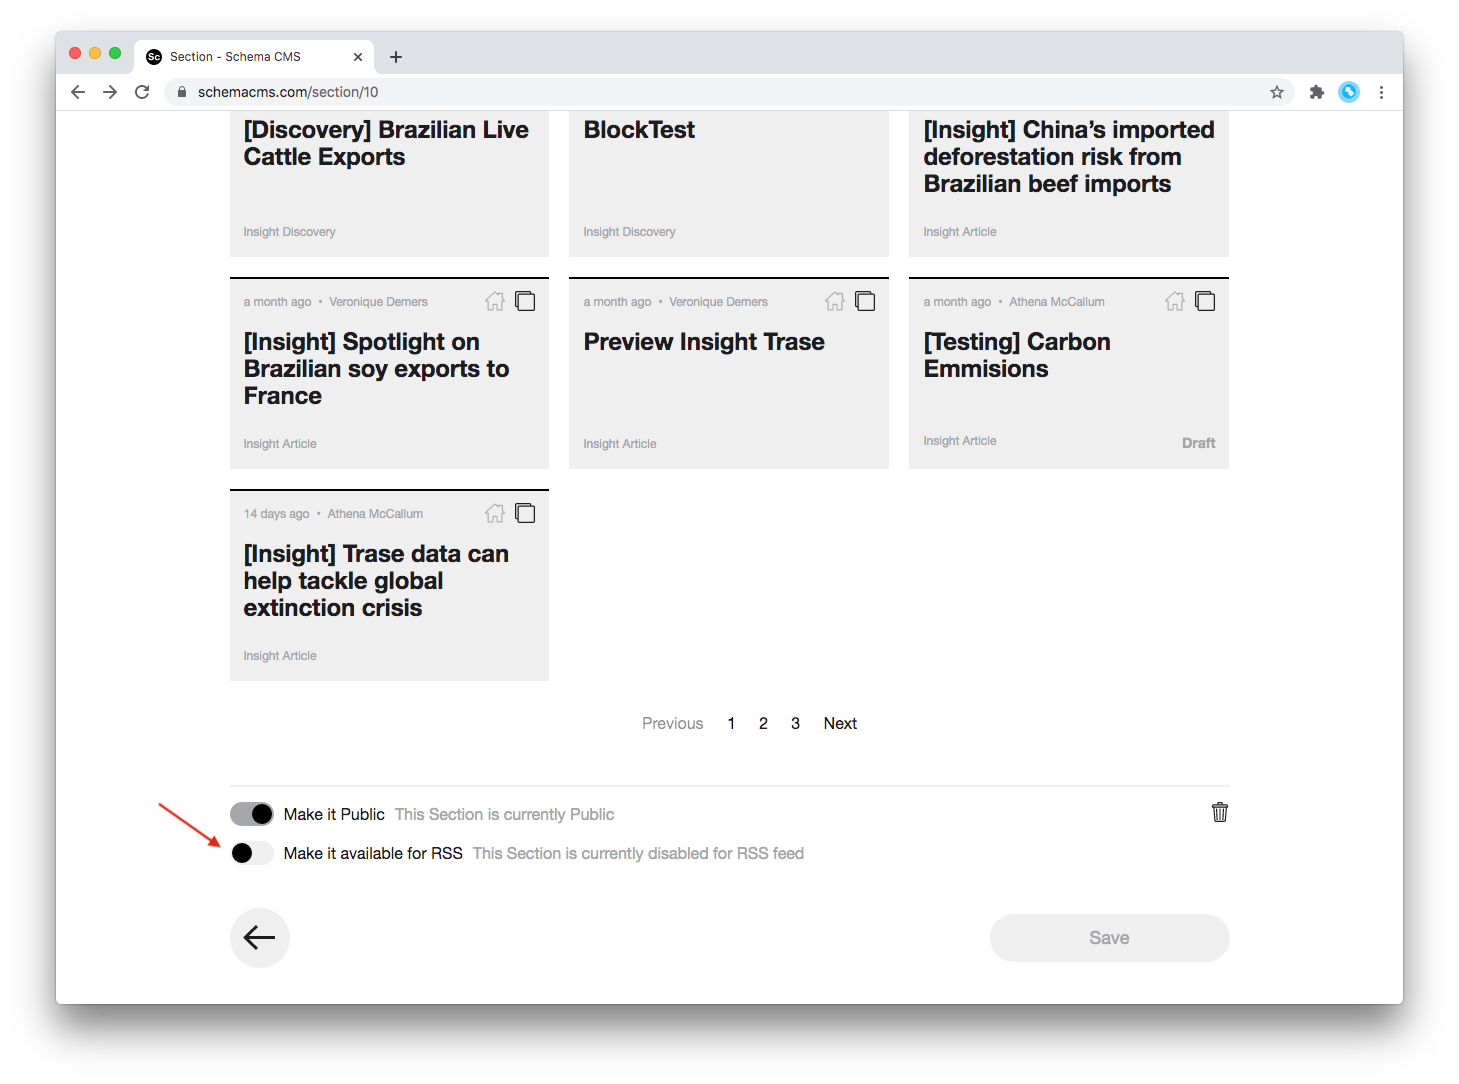 Sc Section - Schema CMS
schemacms.com/section/10
[Discovery] Brazilian Live
Cattle Exports
Insight Discovery
BlockTest
Insight Discovery
[Insight] China’s imported
deforestation risk from
Brazilian beef imports
Insight Article
a month ago • Veronique Demers
[Insight] Spotlight on
Brazilian soy exports to
France
Insight Article
a month ago • Veronique Demers
Preview Insight Trase
Insight Article
a month ago • Athena McCallum
[Testing] Carbon
Emmisions
Insight Article Draft
14 days ago • Athena McCallum
[Insight] Trase data can
help tackle global
extinction crisis
Insight Article
Previous 1 2 3 Next
Make it Public This Section is currently Public
Make it available for RSS This Section is currently disabled for RSS feed
Save